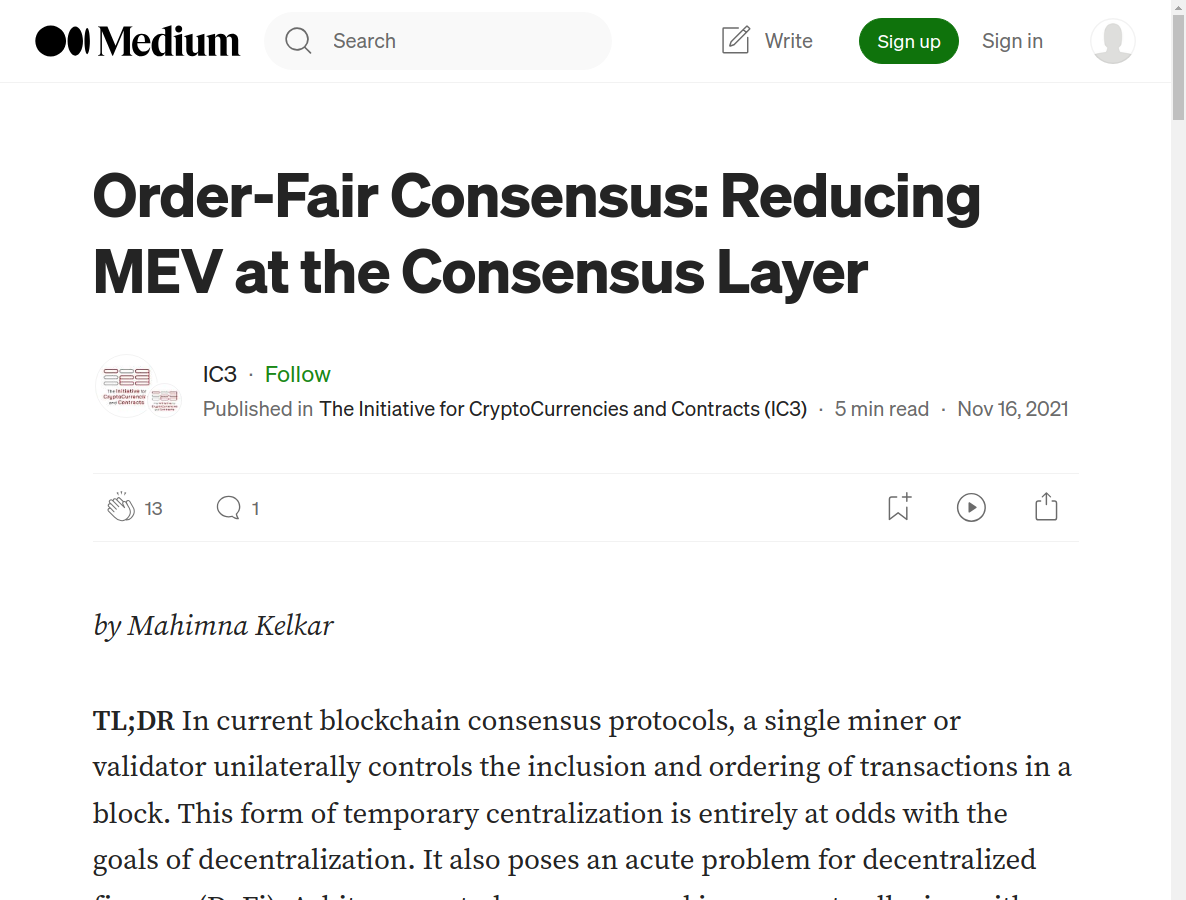 Medium
Search
Write
Sign up
Sign in
Order-Fair Consensus: Reducing
MEV at the Consensus Layer
IC3 · Follow
Published in The Initiative for CryptoCurrencies and Contracts (IC3) · 5 min read · Nov 16, 2021
13
1
by Mahimna Kelkar
TL;DR In current blockchain consensus protocols, a single miner or
validator unilaterally controls the inclusion and ordering of transactions in a
block. This form of temporary centralization is entirely at odds with the
goals of decentralization. It also poses an acute problem for decentralized